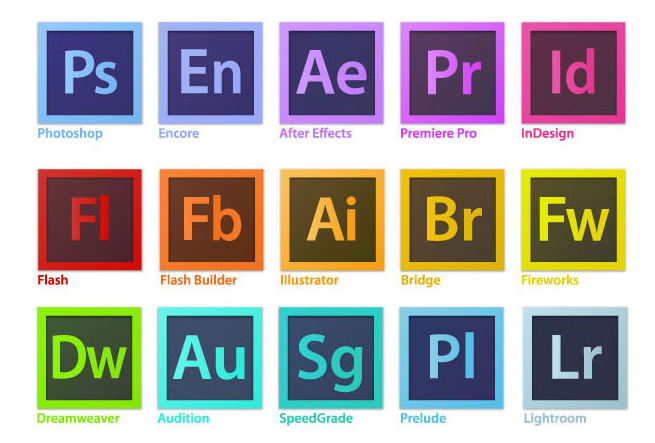 Ps En Ae Pr Id
Photoshop Encore After Effects Premiere Pro InDesign
Fl Fb Ai Br Fw
Flash Flash Builder Illustrator Bridge Fireworks
Dw Au Sg Pl Lr
Dreamweaver Audition SpeedGrade Prelude Lightroom